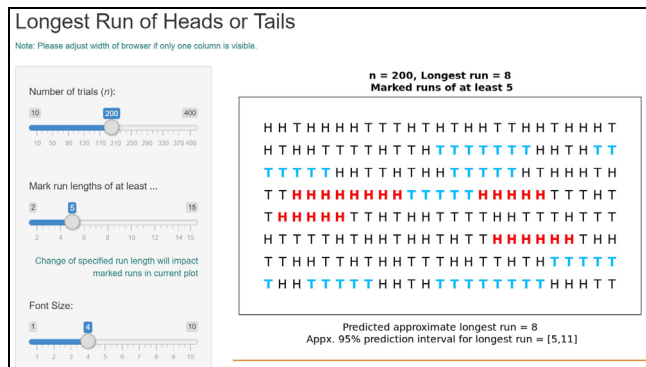 Longest Run of Heads or Tails
Note: Please adjust width of browser if only one column is visible.
Number of trials (n):
10 200 400
10 50 90 130 170 210 250 290 330 370 400
Mark run lengths of at least ...
2 5 15
2 4 6 8 10 12 14 15
Change of specified run length will impact
marked runs in current plot
Font Size:
1 4 10
1 2 3 4 5 6 7 8 9 10
n = 200, Longest run = 8
Marked runs of at least 5
H H T H H H H T T T H T H T H H T T H H T H H H T
H T H H T T T T H T T H T T T T T T T H H T H T T
T T T T T H H T T H T H H T T T T T H T H H H T H
T T H H H H H H H H T T T T T H H H H H T T T H T
T H H H H H T T H T H H T T T T H H T T T H T T T
H T T T T H T H H T H H T H T T H H H H H H T H H
T T H H T T H T H H T T T H H T T H T H T T T T T
T H H T T T T T H H T H T T T T T T T T H H H T T
Predicted approximate longest run = 8
Appx. 95% prediction interval for longest run = [5,11]